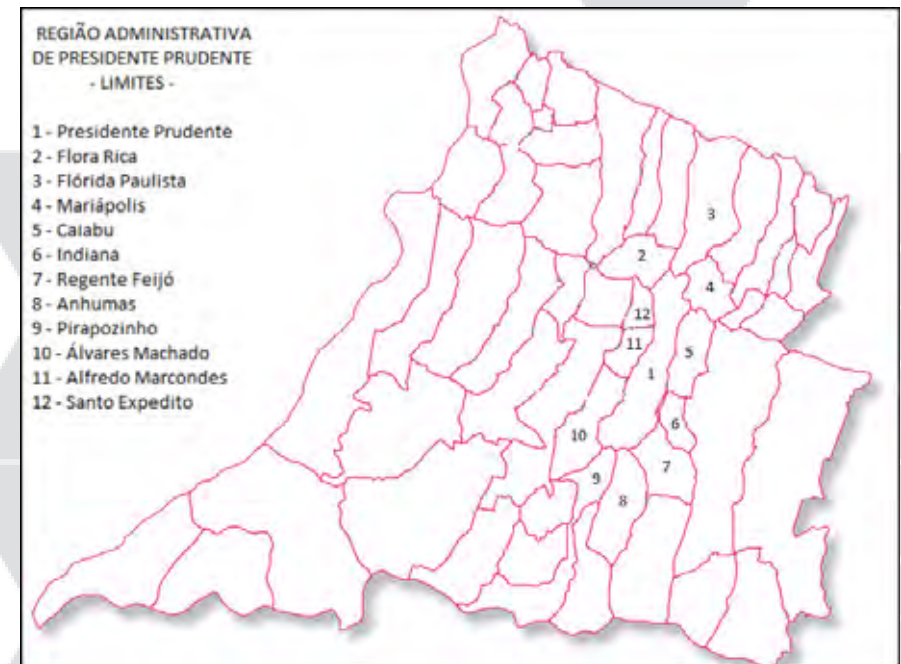 REGIÃO ADMINISTRATIVA
DE PRESIDENTE PRUDENTE
- LIMITES -
1 - Presidente Prudente
2 - Flora Rica
3 - Flórida Paulista
4 - Mariápolis
5 - Caiabu
6 - Indiana
7 - Regente Feijó
8 - Anhumas
9 - Pirapozinho
10 - Álvares Machado
11 - Alfredo Marcondes
12 - Santo Expedito
3
2
4
12
11
5
1
6
10
7
9
8